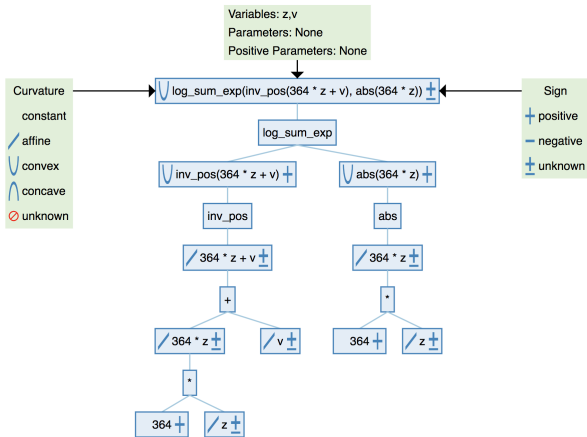 Variables: z,v
Parameters: None
Positive Parameters: None
Curvature
constant
affine
convex
concave
unknown
log_sum_exp(inv_pos(364 * z + v), abs(364 * z))
Sign
positive
negative
unknown
log_sum_exp
inv_pos(364 * z + v)
abs(364 * z)
inv_pos
abs
364 * z + v
364 * z
+
*
364 * z
v
364
z
*
364
z